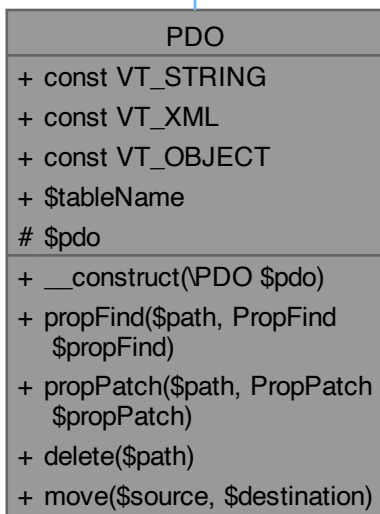 PDO
+ const VT_STRING
+ const VT_XML
+ const VT_OBJECT
+ $tableName
# $pdo
+ __construct(\PDO $pdo)
+ propFind($path, PropFind
$propFind)
+ propPatch($path, PropPatch
$propPatch)
+ delete($path)
+ move($source, $destination)